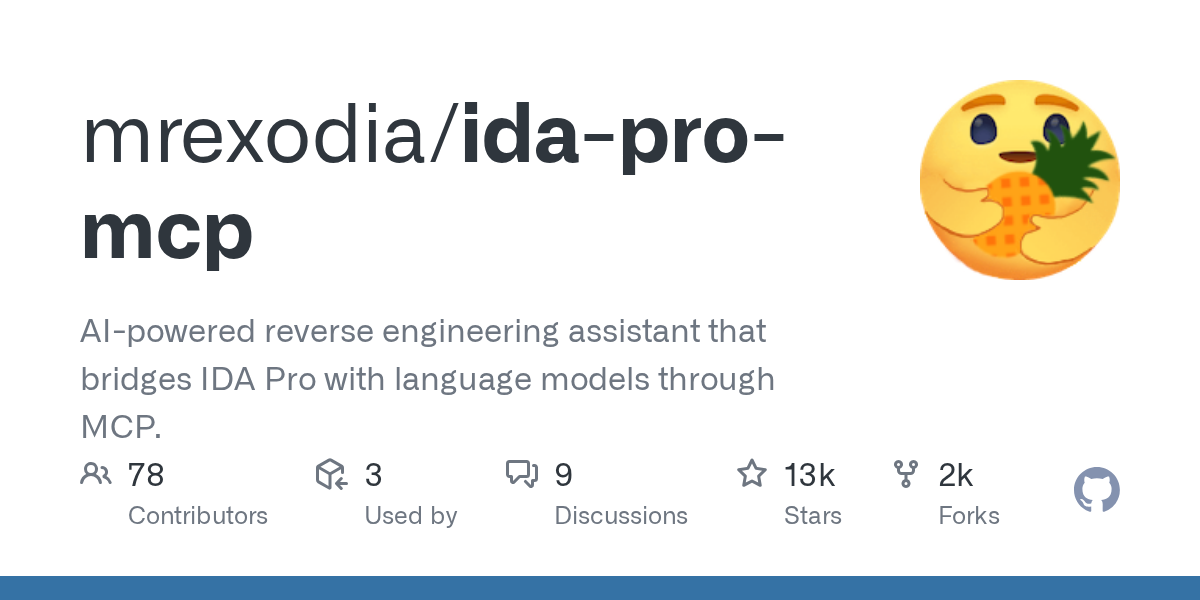 mrexodia/ida-pro-
mcp
AI-powered reverse engineering assistant that
bridges IDA Pro with language models through
MCP.
78 3 9 13k 2k
Contributors Used by Discussions Stars Forks